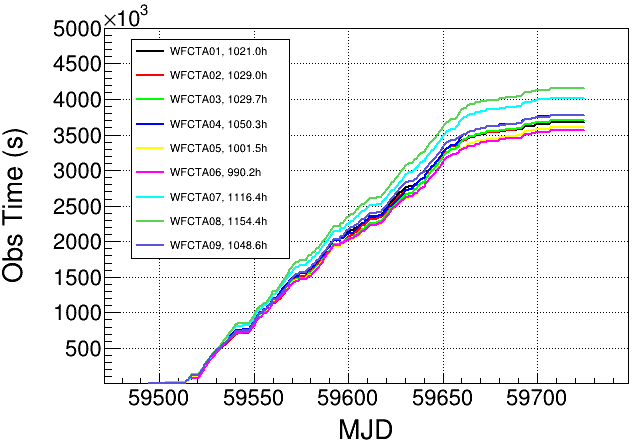 ×10³
5000
4500
4000
3500
3000
2500
2000
1500
1000
500
Obs Time (s)
WFCTA01, 1021.0h
WFCTA02, 1029.0h
WFCTA03, 1029.7h
WFCTA04, 1050.3h
WFCTA05, 1001.5h
WFCTA06, 990.2h
WFCTA07, 1116.4h
WFCTA08, 1154.4h
WFCTA09, 1048.6h
59500 59550 59600 59650 59700
MJD